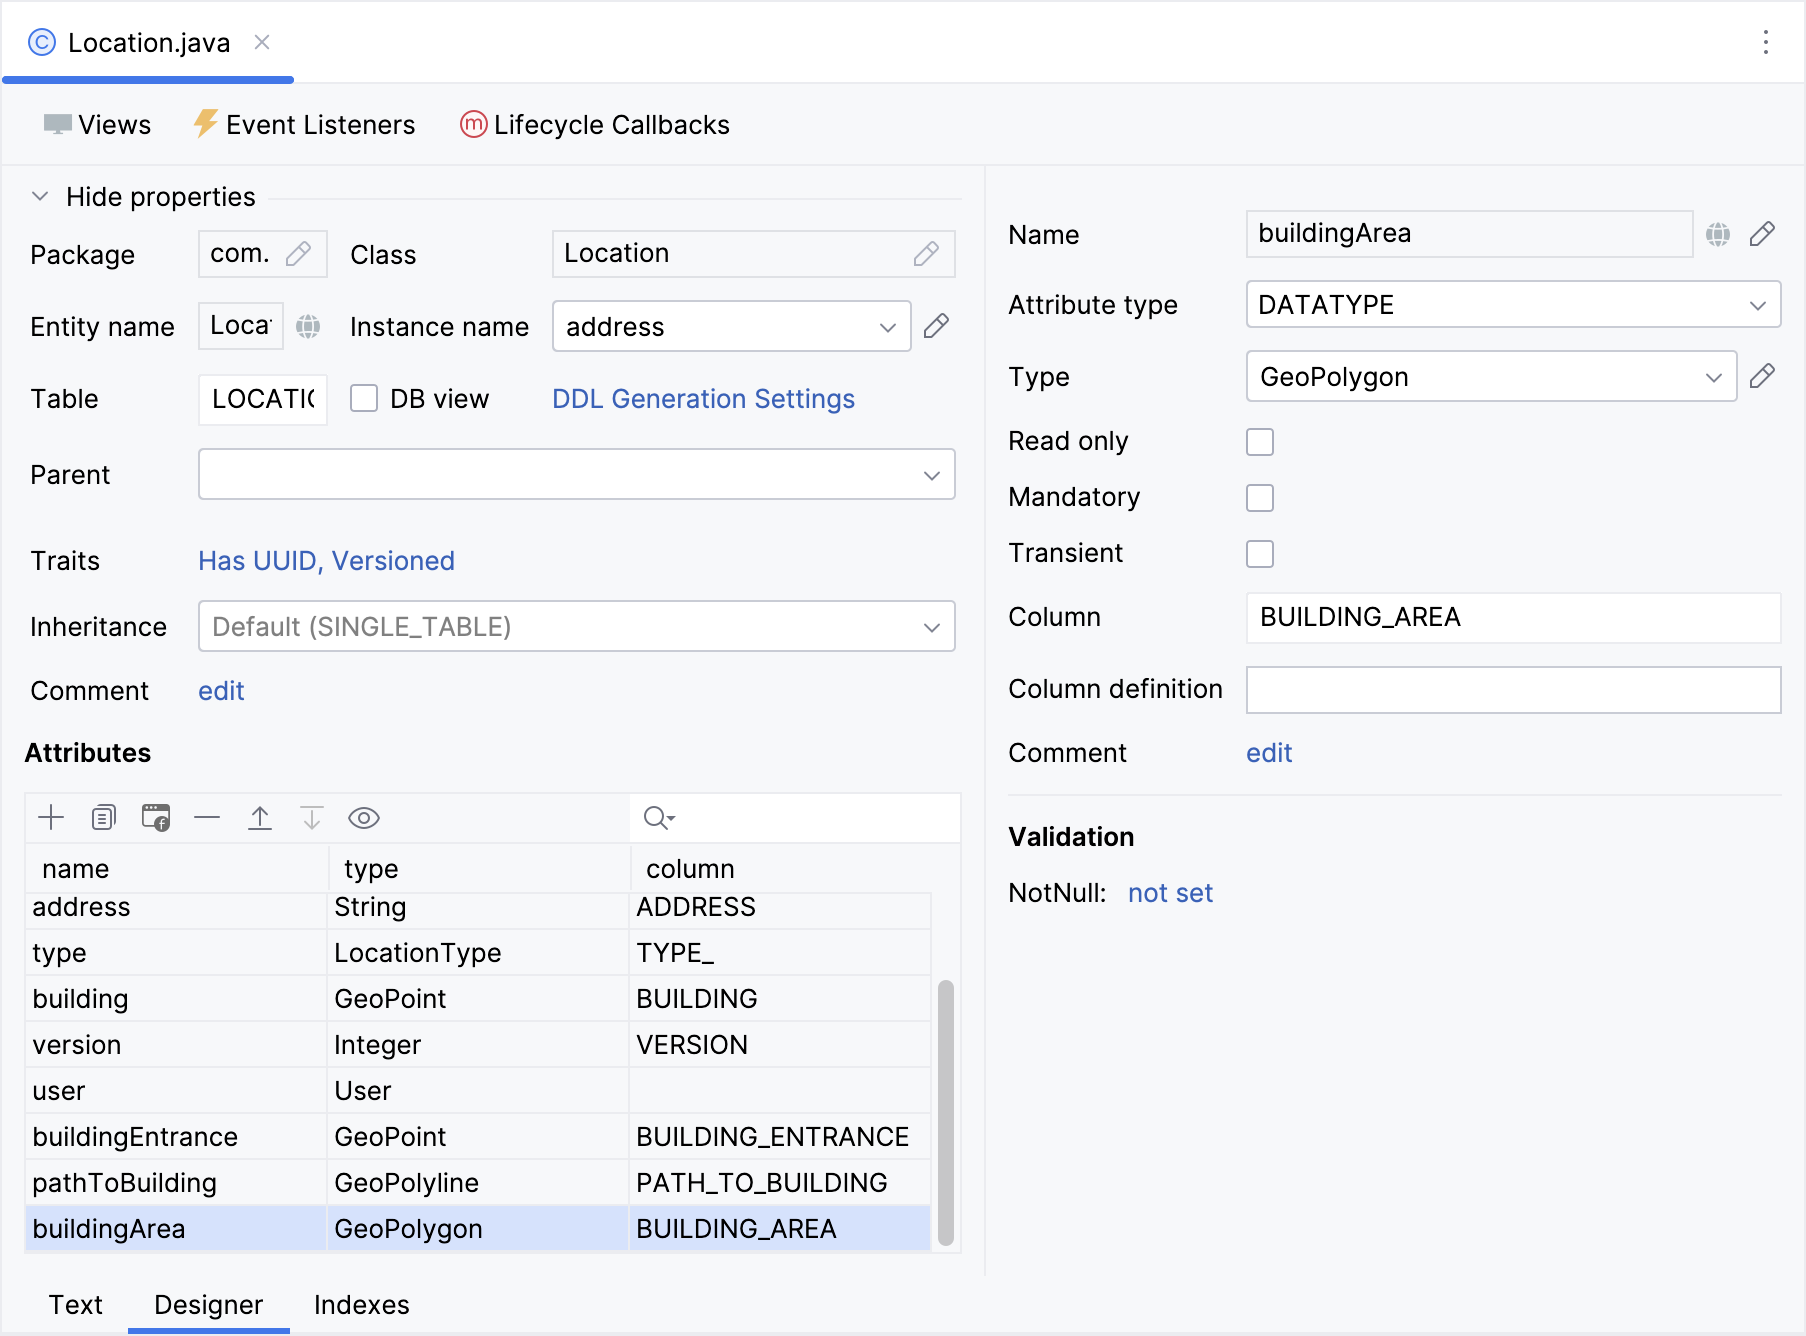 Location.java
Views Event Listeners Lifecycle Callbacks
Hide properties
Package com. Class Location
Entity name Loca Instance name address
Table LOCATIO DB view DDL Generation Settings
Parent
Traits Has UUID, Versioned
Inheritance Default (SINGLE_TABLE)
Comment edit
Attributes
name type column
address String ADDRESS
type LocationType TYPE_
building GeoPoint BUILDING
version Integer VERSION
user User
buildingEntrance GeoPoint BUILDING_ENTRANCE
pathToBuilding GeoPolyline PATH_TO_BUILDING
buildingArea GeoPolygon BUILDING_AREA
Name buildingArea
Attribute type DATATYPE
Type GeoPolygon
Read only
Mandatory
Transient
Column BUILDING_AREA
Column definition
Comment edit
Validation
NotNull: not set
Text Designer Indexes